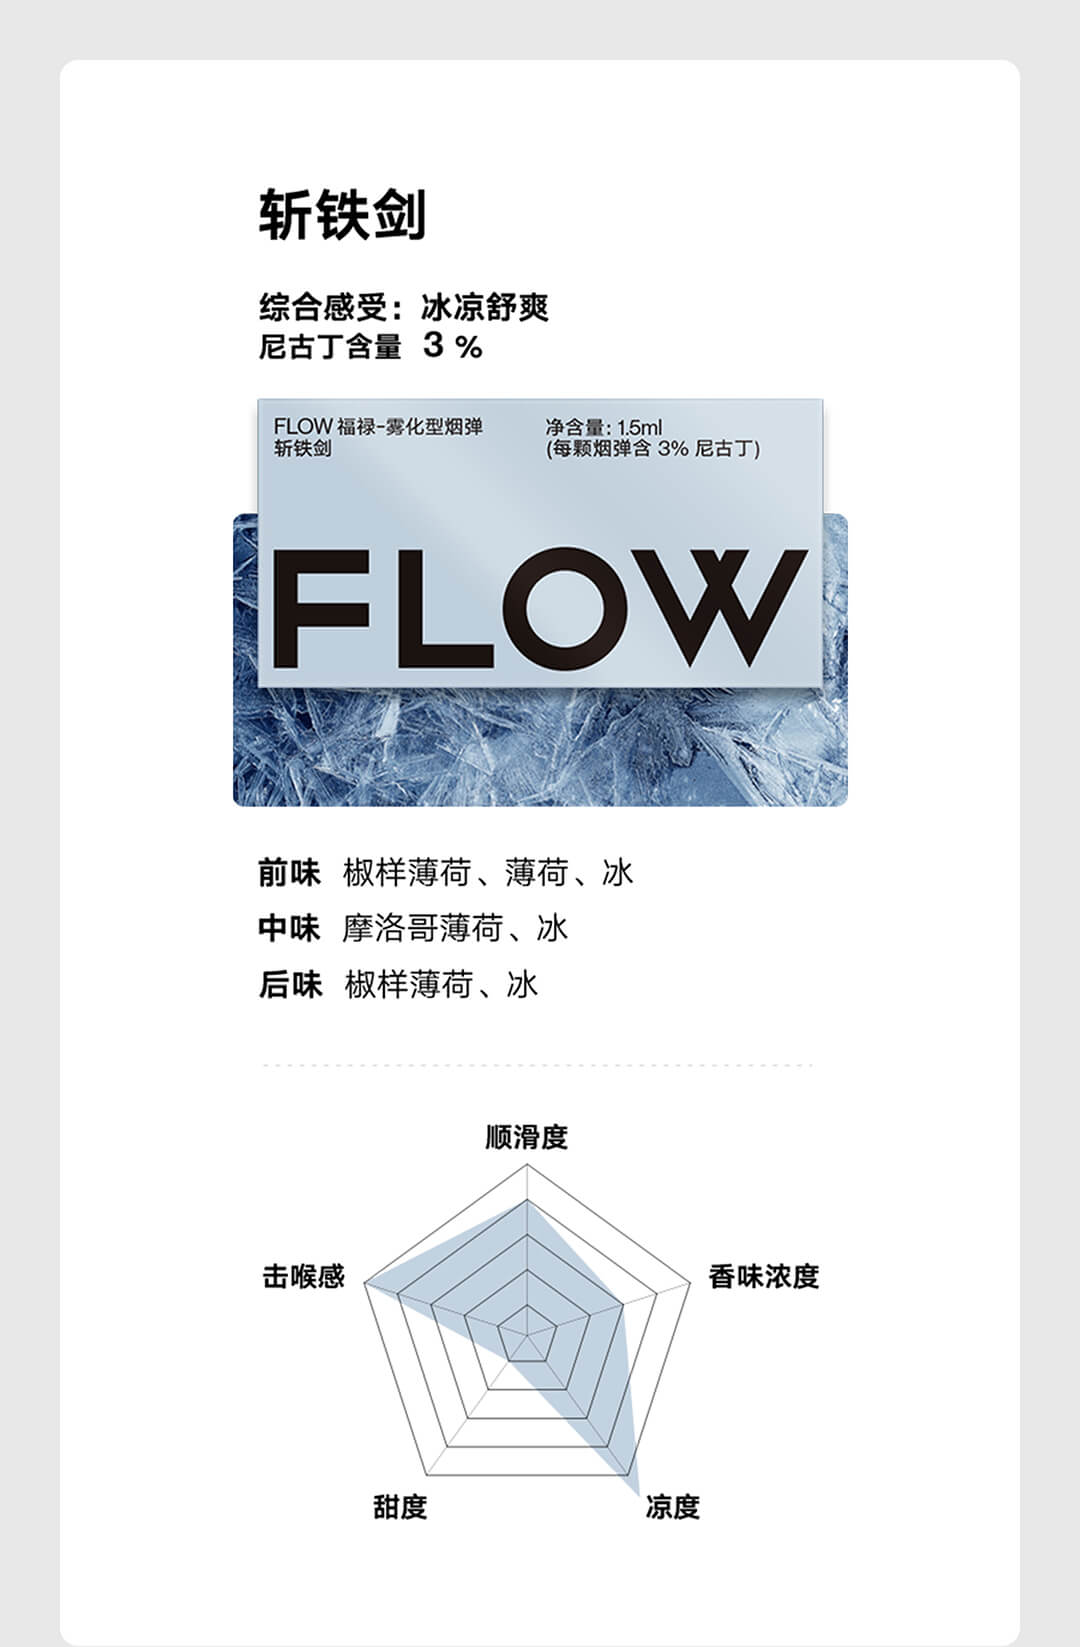 斩铁剑
综合感受：冰凉舒爽
尼古丁含量 3 %
FLOW 福禄-雾化型烟弹
斩铁剑
净含量: 1.5ml
(每颗烟弹含 3% 尼古丁)
FLOW
前味 椒样薄荷、薄荷、冰
中味 摩洛哥薄荷、冰
后味 椒样薄荷、冰
顺滑度
击喉感
香味浓度
甜度
凉度